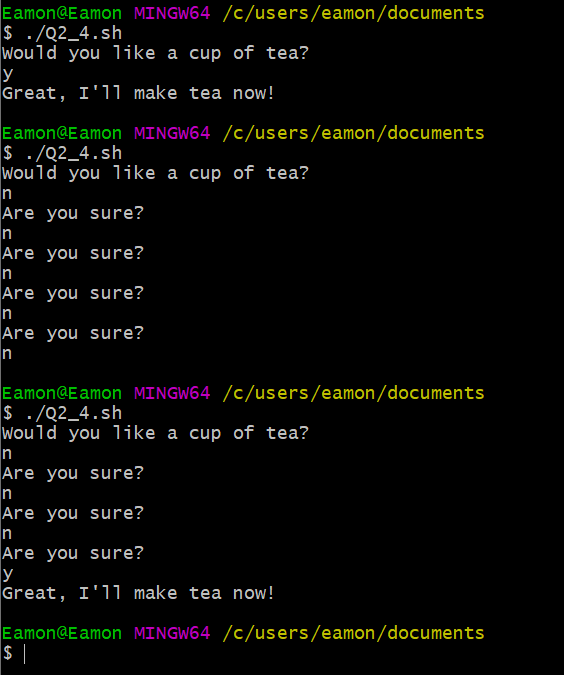 Eamon@Eamon MINGW64 /c/users/eamon/documents
$ ./Q2_4.sh
Would you like a cup of tea?
y
Great, I'll make tea now!
Eamon@Eamon MINGW64 /c/users/eamon/documents
$ ./Q2_4.sh
Would you like a cup of tea?
n
Are you sure?
n
Are you sure?
n
Are you sure?
n
Are you sure?
n
Eamon@Eamon MINGW64 /c/users/eamon/documents
$ ./Q2_4.sh
Would you like a cup of tea?
n
Are you sure?
n
Are you sure?
n
Are you sure?
y
Great, I'll make tea now!
Eamon@Eamon MINGW64 /c/users/eamon/documents
$